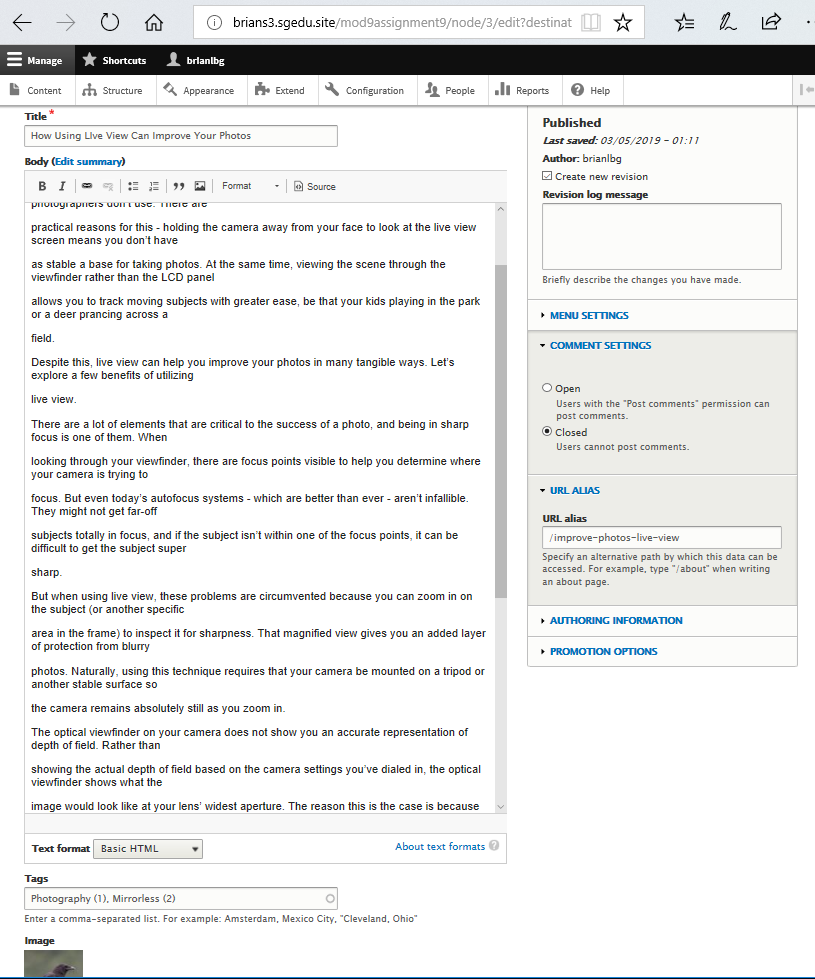 brians3.sgedu.site/mod9assignment9/node/3/edit?destinat
Manage
Shortcuts
brianlbg
Content
Structure
Appearance
Extend
Configuration
People
Reports
Help
Title *
How Using LIve View Can Improve Your Photos
Body (Edit summary)
B I
Format
Source
photographers don't use. There are
practical reasons for this - holding the camera away from your face to look at the live view
screen means you don't have
as stable a base for taking photos. At the same time, viewing the scene through the
viewfinder rather than the LCD panel
allows you to track moving subjects with greater ease, be that your kids playing in the park
or a deer prancing across a
field.
Despite this, live view can help you improve your photos in many tangible ways. Let's
explore a few benefits of utilizing
live view.
There are a lot of elements that are critical to the success of a photo, and being in sharp
focus is one of them. When
looking through your viewfinder, there are focus points visible to help you determine where
your camera is trying to
focus. But even today's autofocus systems - which are better than ever - aren't infallible.
They might not get far-off
subjects totally in focus, and if the subject isn't within one of the focus points, it can be
difficult to get the subject super
sharp.
But when using live view, these problems are circumvented because you can zoom in on
the subject (or another specific
area in the frame) to inspect it for sharpness. That magnified view gives you an added layer
of protection from blurry
photos. Naturally, using this technique requires that your camera be mounted on a tripod or
another stable surface so
the camera remains absolutely still as you zoom in.
The optical viewfinder on your camera does not show you an accurate representation of
depth of field. Rather than
showing the actual depth of field based on the camera settings you've dialed in, the optical
viewfinder shows what the
image would look like at your lens' widest aperture. The reason this is the case is because
Text format
Basic HTML
About text formats
Tags
Photography (1), Mirrorless (2)
Enter a comma-separated list. For example: Amsterdam, Mexico City, "Cleveland, Ohio"
Image
Published
Last saved: 03/05/2019 - 01:11
Author: brianlbg
Create new revision
Revision log message
Briefly describe the changes you have made.
MENU SETTINGS
COMMENT SETTINGS
Open
Users with the "Post comments" permission can
post comments.
Closed
Users cannot post comments.
URL ALIAS
URL alias
/improve-photos-live-view
Specify an alternative path by which this data can be
accessed. For example, type "/about" when writing
an about page.
AUTHORING INFORMATION
PROMOTION OPTIONS